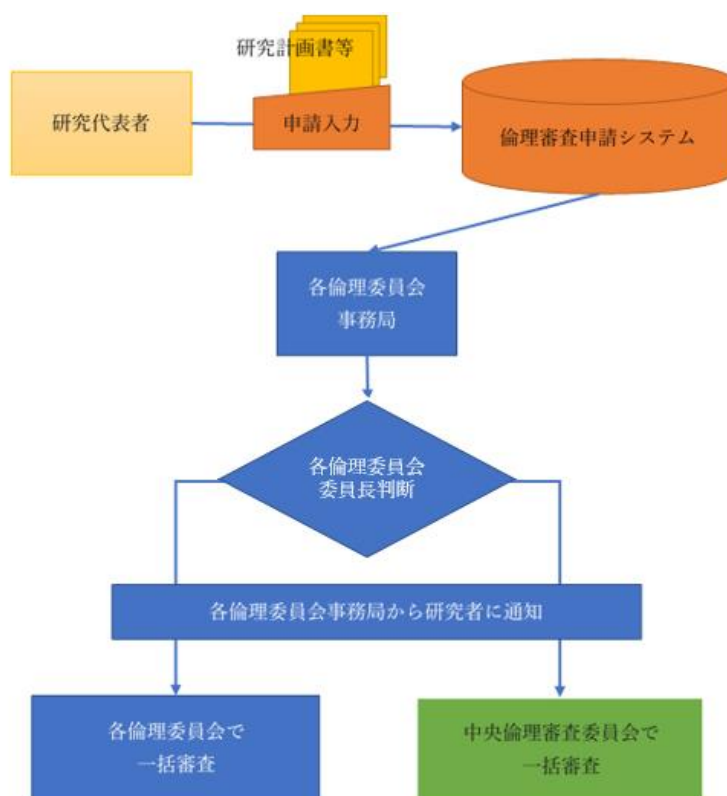 研究計画書等
研究代表者
申請入力
倫理審査申請システム
各倫理委員会
事務局
各倫理委員会
委員長判断
各倫理委員会事務局から研究者に通知
各倫理委員会で
一括審査
中央倫理審査委員会で
一括審査